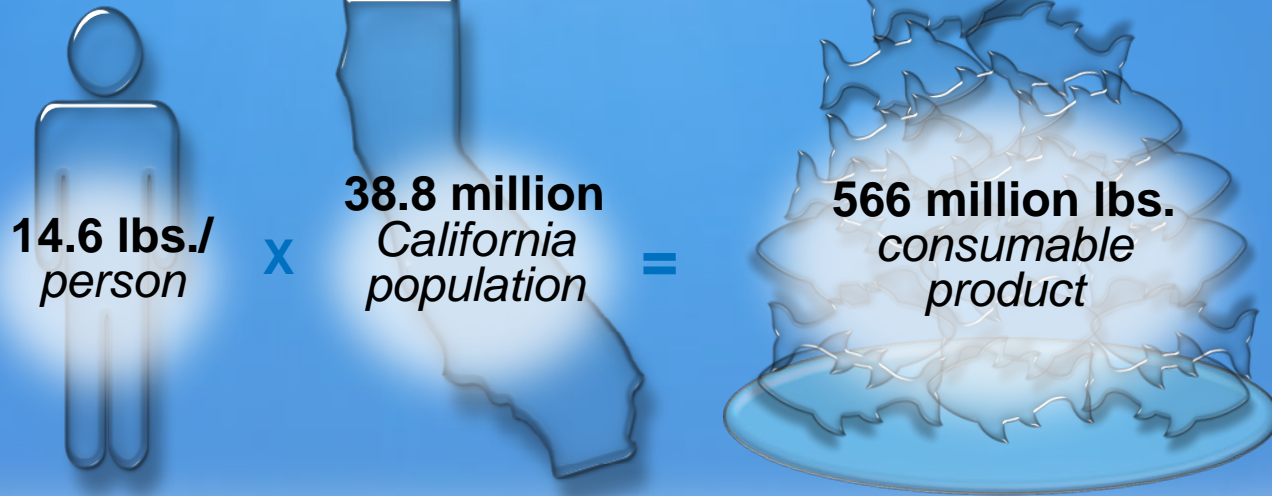 14.6 lbs./
person
x
38.8 million
California
population
=
566 million lbs.
consumable
product